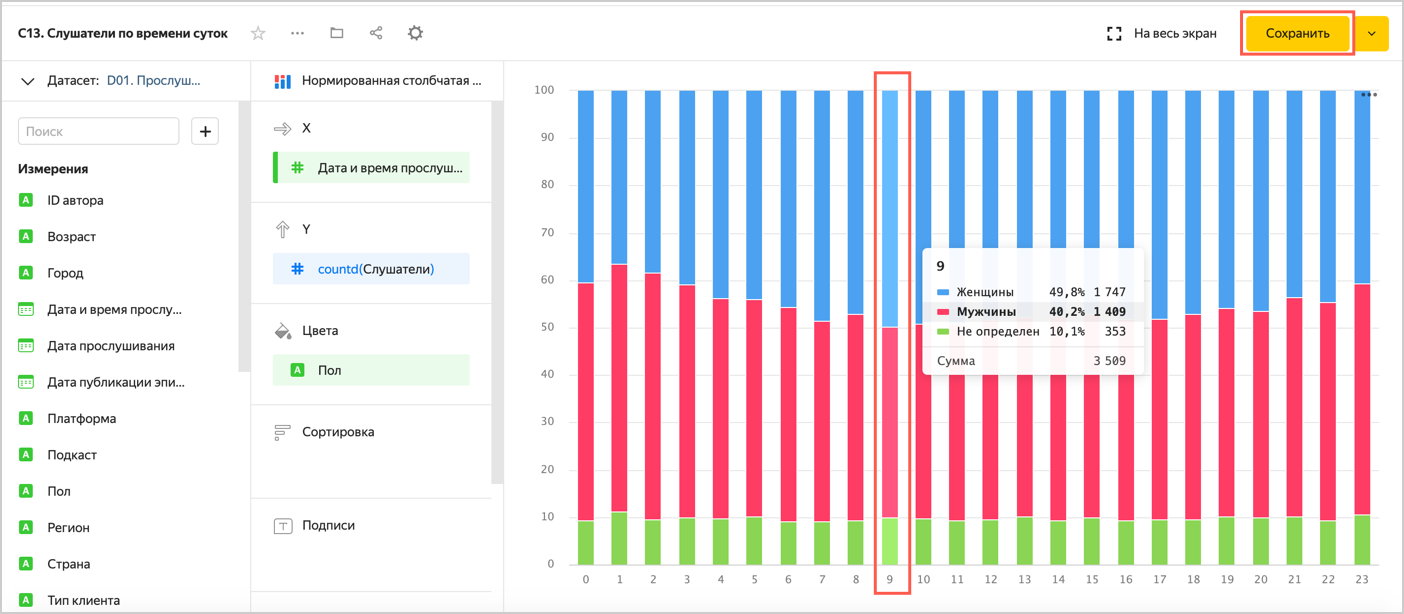 C13. Слушатели по времени суток
На весь экран
Сохранить
Датасет: D01. Прослуш...
Поиск
+
Измерения
ID автора
Возраст
Город
Дата и время прослу...
Дата прослушивания
Дата публикации эпи...
Платформа
Подкаст
Пол
Регион
Страна
Тип клиента
Нормированная столбчатая ...
X
Дата и время прослуш...
Y
countd(Слушатели)
Цвета
Пол
Сортировка
Подписи
100
90
80
70
60
50
40
30
20
10
0
0 1 2 3 4 5 6 7 8 9 10 11 12 13 14 15 16 17 18 19 20 21 22 23
9
Женщины 49,8% 1 747
Мужчины 40,2% 1 409
Не определен 10,1% 353
Сумма 3 509